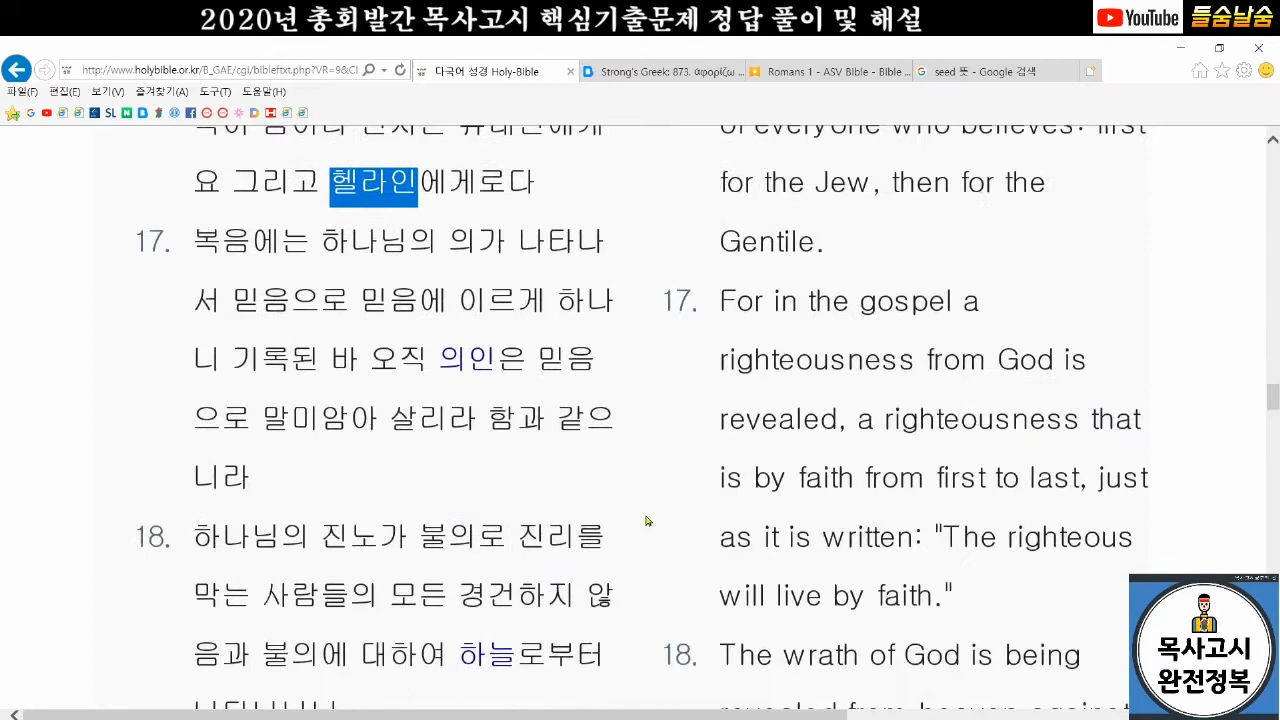 2020년 총회발간 목사고시 핵심기출문제 정답 풀이 및 해설
YouTube
들숨날숨
http://www.holybible.or.kr/B_GAE/cgi/bibleftxt.php?VR=9&CI
다국어 성경 Holy-Bible
Strong's Greek: 873. ἀφορίζω ...
Romans 1 - ASV Bible - Bible ...
seed 뜻 - Google 검색
파일(F) 편집(E) 보기(V) 즐겨찾기(A) 도구(T) 도움말(H)
요 그리고 헬라인에게로다
17. 복음에는 하나님의 의가 나타나
서 믿음으로 믿음에 이르게 하나
니 기록된 바 오직 의인은 믿음
으로 말미암아 살리라 함과 같으
니라
18. 하나님의 진노가 불의로 진리를
막는 사람들의 모든 경건하지 않
음과 불의에 대하여 하늘로부터
of everyone who believes: first
for the Jew, then for the
Gentile.
17. For in the gospel a
righteousness from God is
revealed, a righteousness that
is by faith from first to last, just
as it is written: "The righteous
will live by faith."
18. The wrath of God is being
revealed from heaven against
목사고시
완전정복